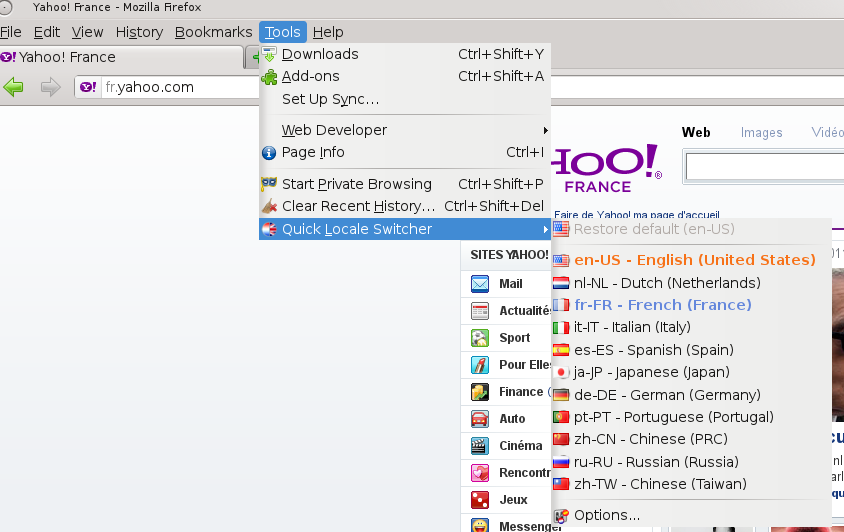 Yahoo! France - Mozilla Firefox
File Edit View History Bookmarks Tools Help
Yahoo! France
fr.yahoo.com
Downloads Ctrl+Shift+Y
Add-ons Ctrl+Shift+A
Set Up Sync...
Web Developer
Page Info Ctrl+I
Start Private Browsing Ctrl+Shift+P
Clear Recent History... Ctrl+Shift+Del
Quick Locale Switcher
Web Images Vidéo
HOO!®
FRANCE
Faire de Yahoo! ma page d'accueil
Restore default (en-US)
en-US - English (United States)
nl-NL - Dutch (Netherlands)
fr-FR - French (France)
it-IT - Italian (Italy)
es-ES - Spanish (Spain)
ja-JP - Japanese (Japan)
de-DE - German (Germany)
pt-PT - Portuguese (Portugal)
zh-CN - Chinese (PRC)
ru-RU - Russian (Russia)
zh-TW - Chinese (Taiwan)
Options...
SITES YAHOO!
Mail
Actualités
Sport
Pour Elles
Finance (
Auto
Cinéma
Rencontr
Jeux
Messenger